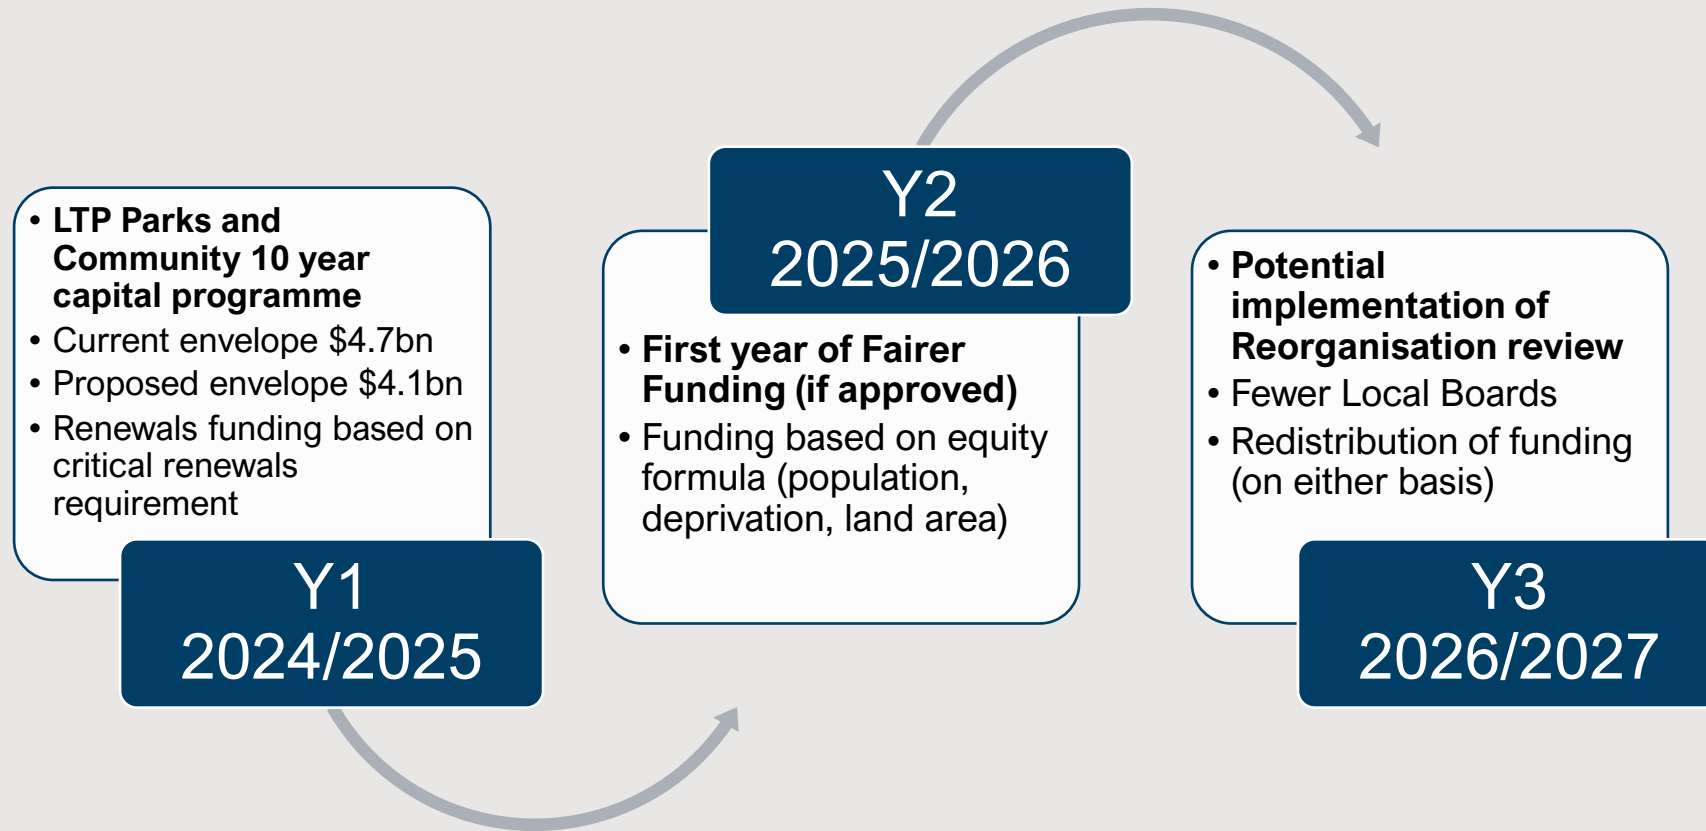 • LTP Parks and
Community 10 year
capital programme
• Current envelope $4.7bn
• Proposed envelope $4.1bn
• Renewals funding based on
critical renewals
requirement
Y1
2024/2025
Y2
2025/2026
• First year of Fairer
Funding (if approved)
• Funding based on equity
formula (population,
deprivation, land area)
• Potential
implementation of
Reorganisation review
• Fewer Local Boards
• Redistribution of funding
(on either basis)
Y3
2026/2027